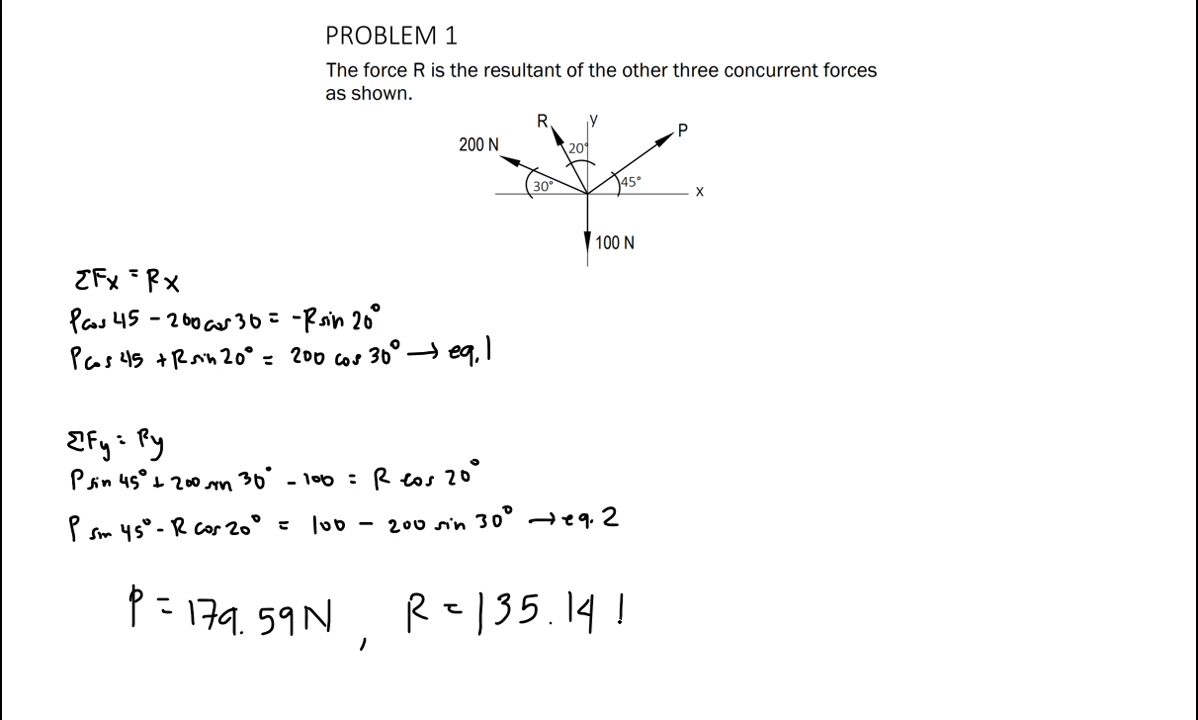 PROBLEM 1
The force R is the resultant of the other three concurrent forces
as shown.
R
y
P
200 N
20°
30°
45°
x
100 N
ΣFx = Rx
Pcos 45 - 200 cos 30 = -R sin 20°
Pcos 45 + R sin 20° = 200 cos 30° → eq. 1
ΣFy = Ry
P sin 45° + 200 sin 30° - 100 = R cos 20°
P sin 45° - R cos 20° = 100 - 200 sin 30° → eq. 2
P = 179.59 N, R = 135.14 !